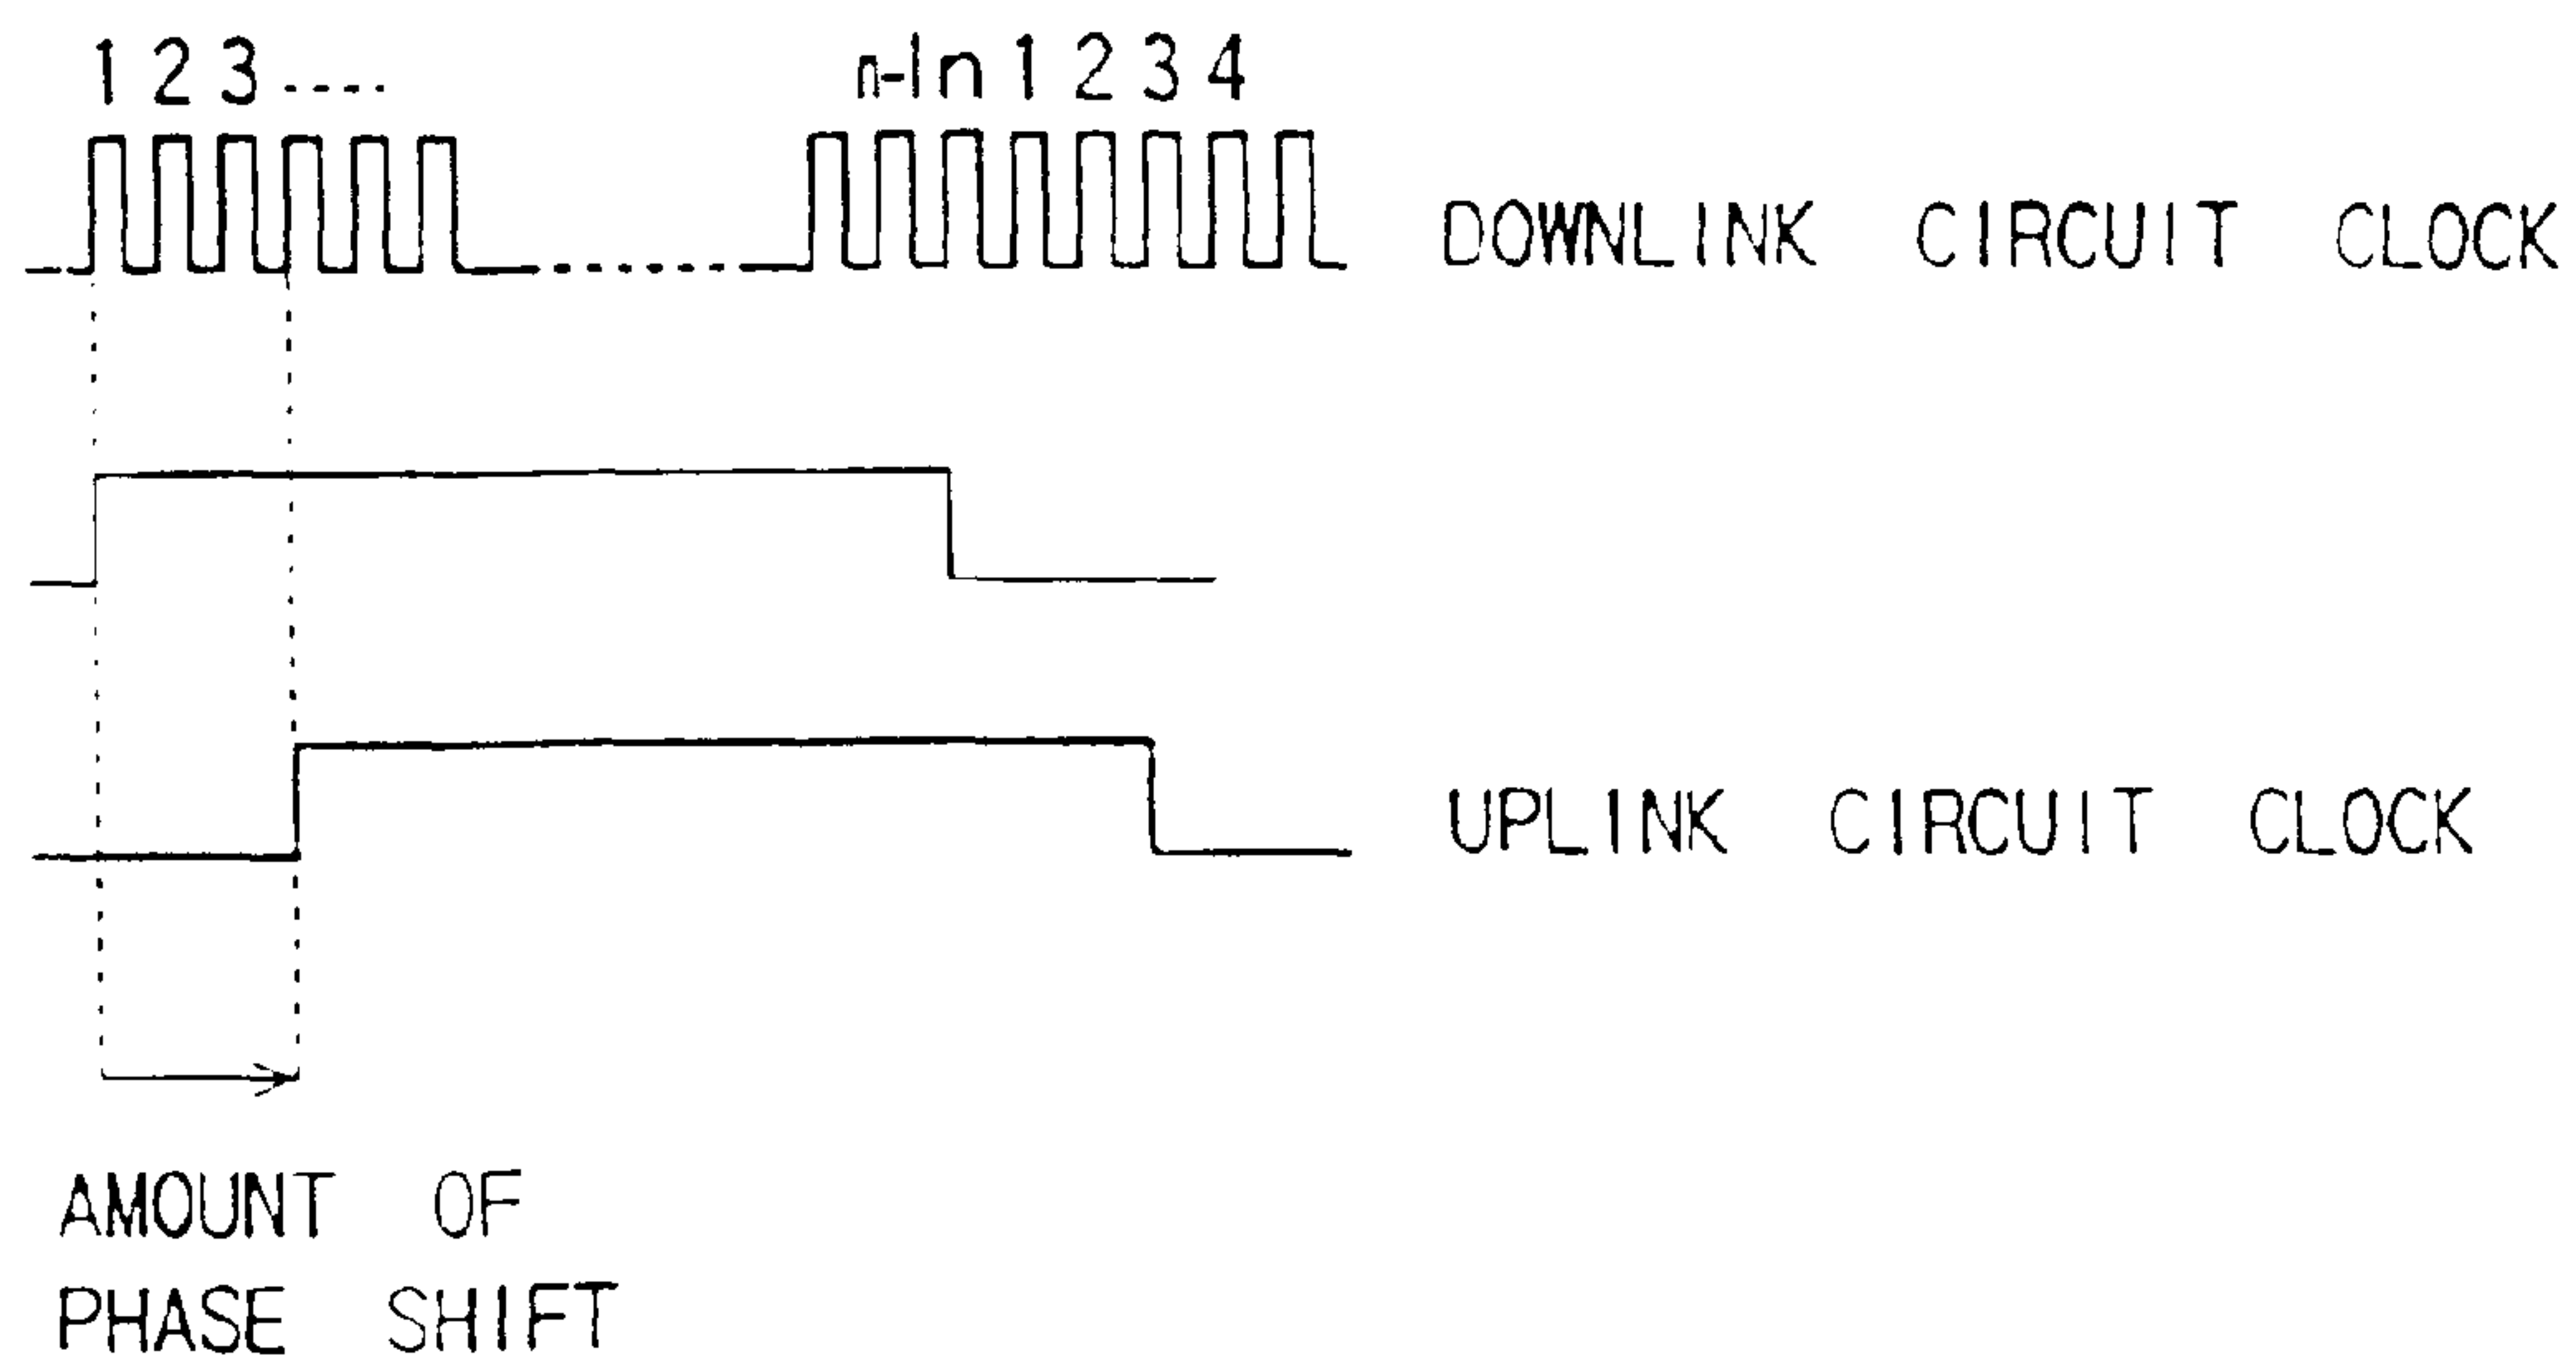 1 2 3 ----
n-1 n 1 2 3 4
DOWNLINK CIRCUIT CLOCK
UPLINK CIRCUIT CLOCK
AMOUNT OF
PHASE SHIFT